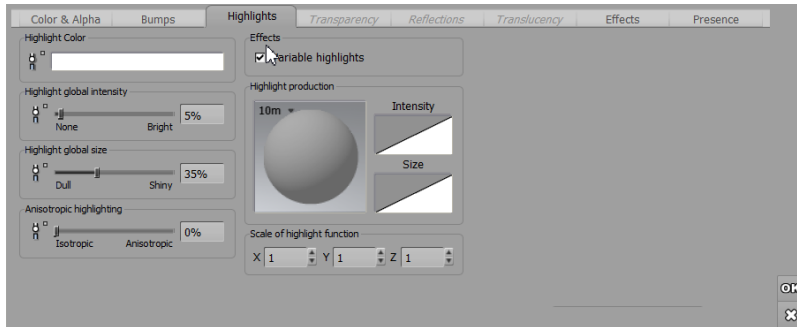 Color & Alpha Bumps Highlights Transparency Reflections Translucency Effects Presence
Highlight Color
Highlight global intensity
5%
None Bright
Highlight global size
35%
Dull Shiny
Anisotropic highlighting
0%
Isotropic Anisotropic
Effects
Variable highlights
Highlight production
10m
Intensity
Size
Scale of highlight function
X 1 Y 1 Z 1
OK